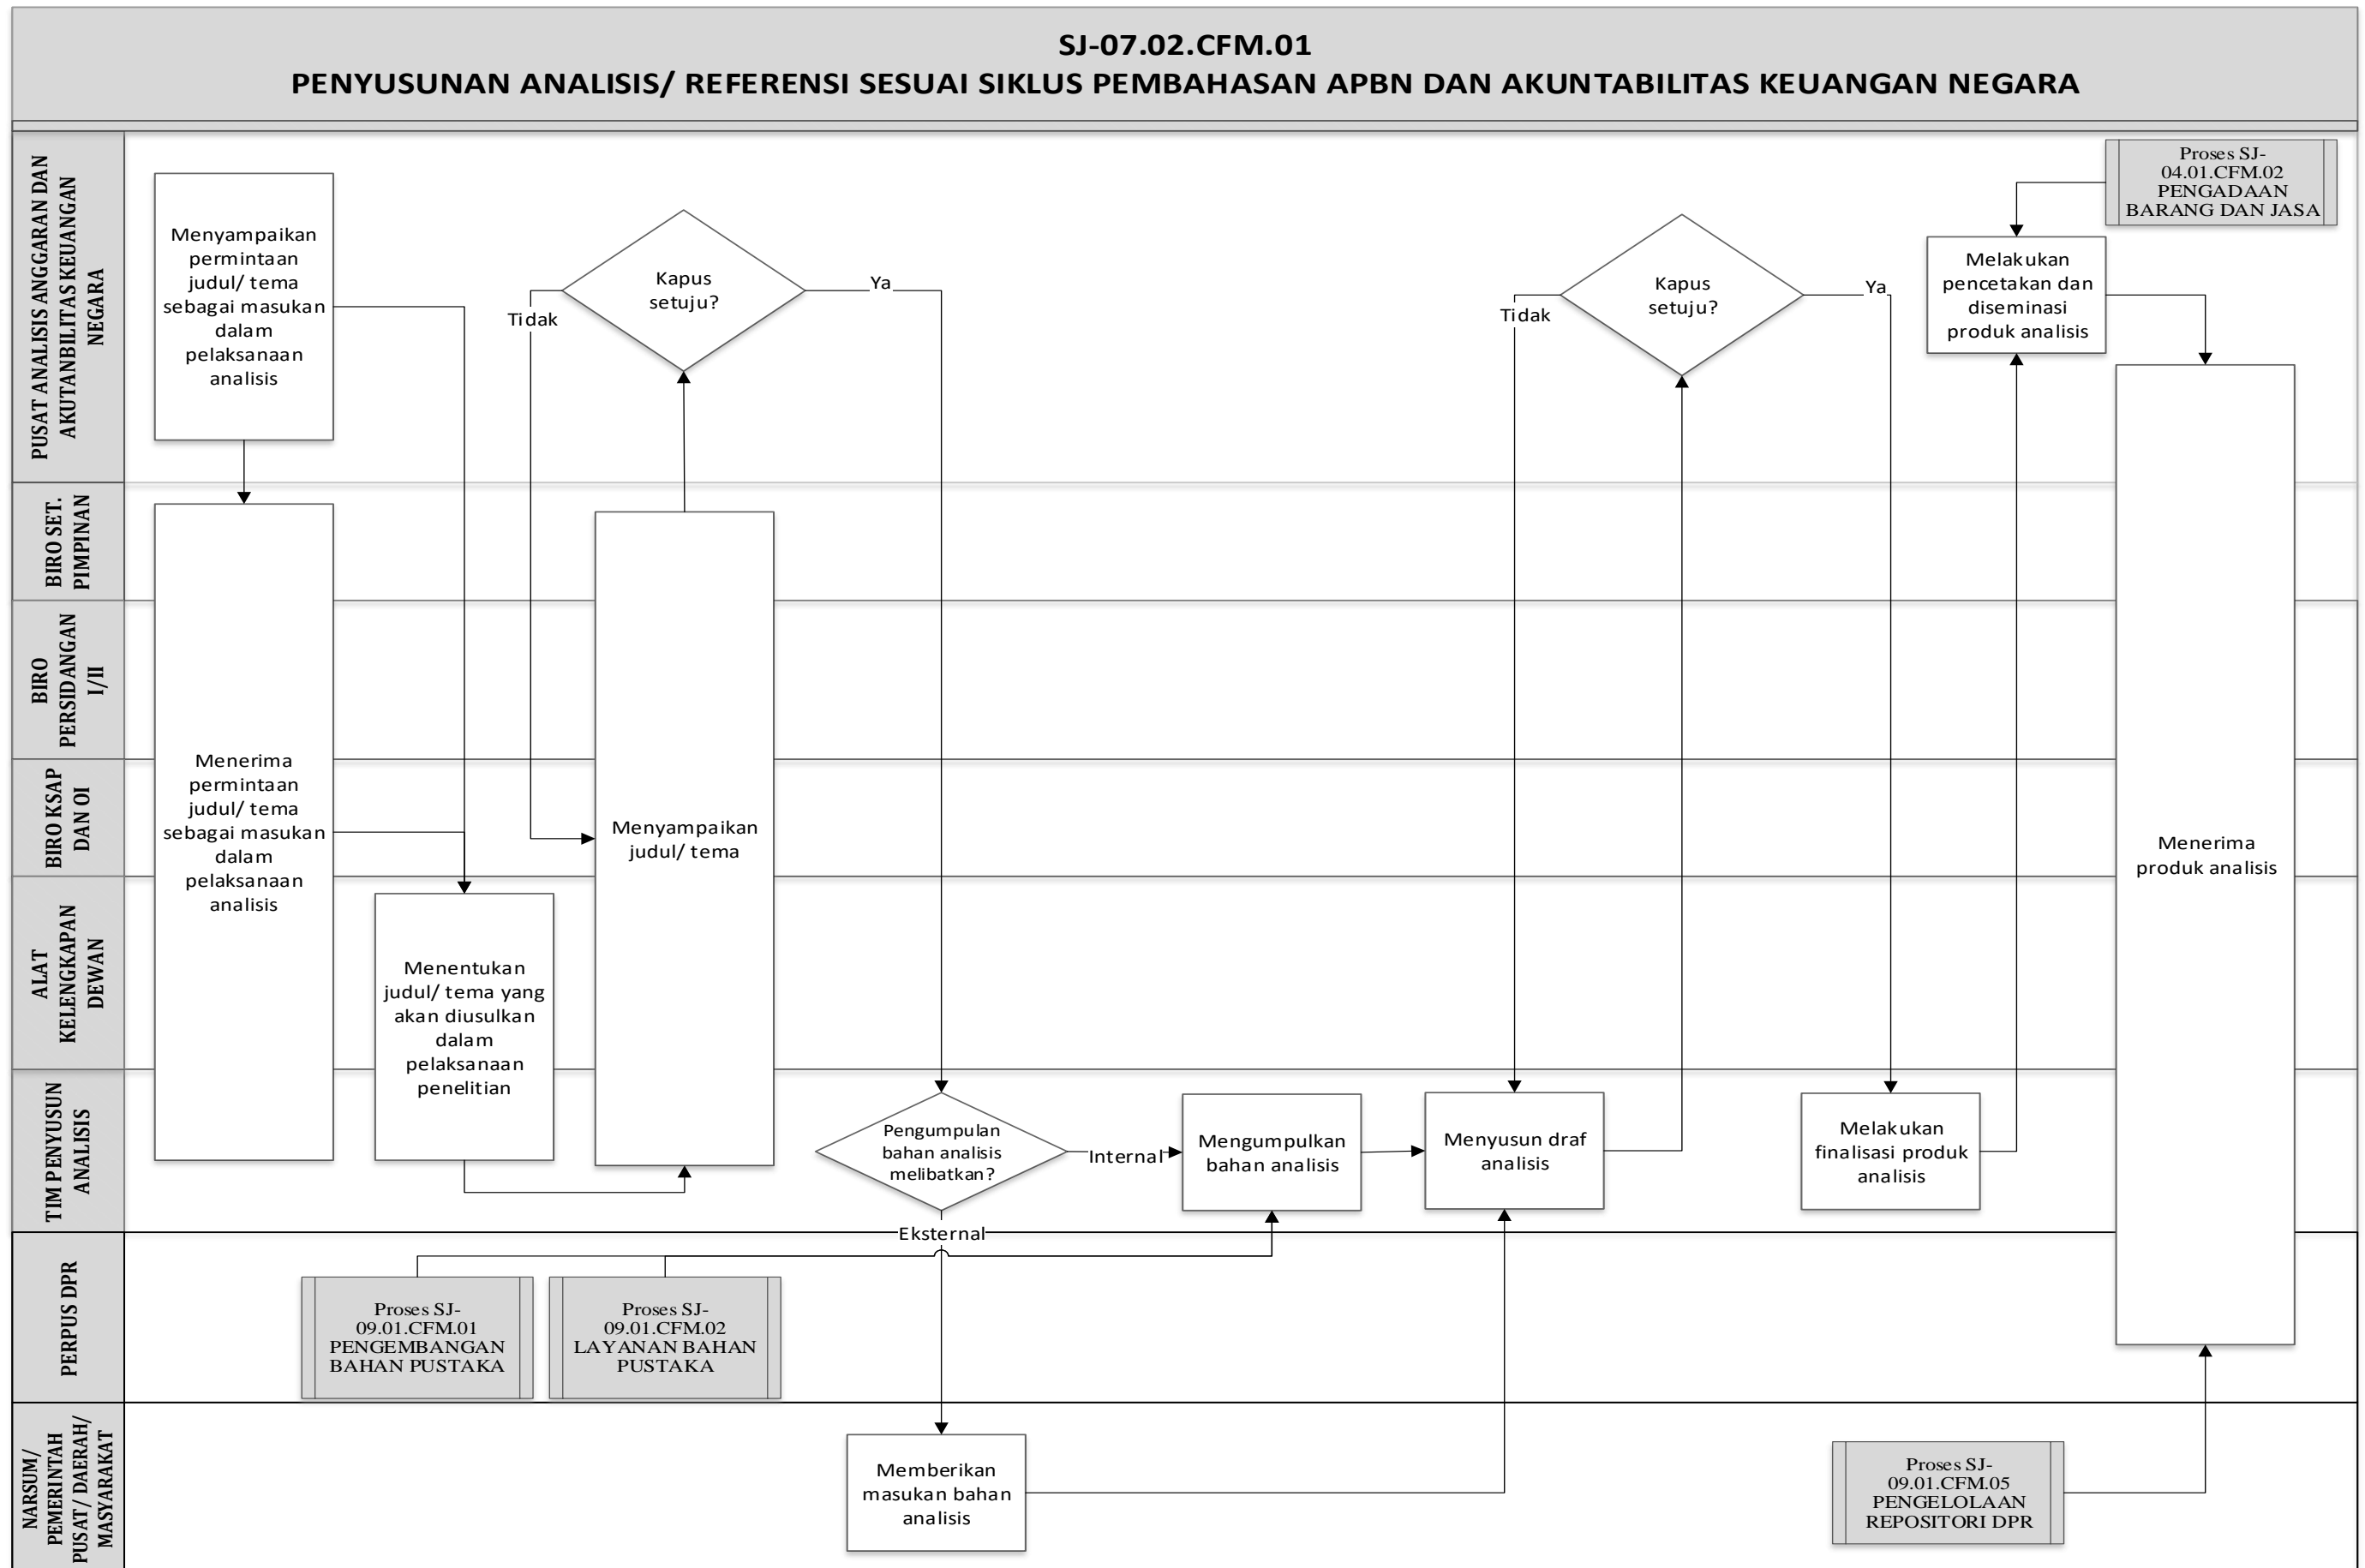 SJ-07.02.CFM.01
PENYUSUNAN ANALISIS/ REFERENSI SESUAI SIKLUS PEMBAHASAN APBN DAN AKUNTABILITAS KEUANGAN NEGARA
PUSAT ANALISIS ANGGARAN DAN
AKUTANBILITAS KEUANGAN
NEGARA
Menyampaikan
permintaan
judul/ tema
sebagai masukan
dalam
pelaksanaan
analisis
Kapus
setuju?
Ya
Tidak
Kapus
setuju?
Ya
Tidak
Proses SJ-
04.01.CFM.02
PENGADAAN
BARANG DAN JASA
Melakukan
pencetakan dan
diseminasi
produk analisis
BIRO SET.
PIMPINAN
BIRO
PERSIDANGAN
I/II
BIRO KSAP
DAN OI
Menerima
permintaan
judul/ tema
sebagai masukan
dalam
pelaksanaan
analisis
Menyampaikan
judul/ tema
Menerima
produk analisis
ALAT
KELENGKAPAN
DEWAN
Menentukan
judul/ tema yang
akan diusulkan
dalam
pelaksanaan
penelitian
TIM PENYUSUN
ANALISIS
Pengumpulan
bahan analisis
melibatkan?
Internal
Eksternal
Mengumpulkan
bahan analisis
Menyusun draf
analisis
Melakukan
finalisasi produk
analisis
PERPUS DPR
Proses SJ-
09.01.CFM.01
PENGEMBANGAN
BAHAN PUSTAKA
Proses SJ-
09.01.CFM.02
LAYANAN BAHAN
PUSTAKA
NARSUM/
PEMERINTAH
PUSAT/ DAERAH/
MASYARAKAT
Memberikan
masukan bahan
analisis
Proses SJ-
09.01.CFM.05
PENGELOLAAN
REPOSITORI DPR